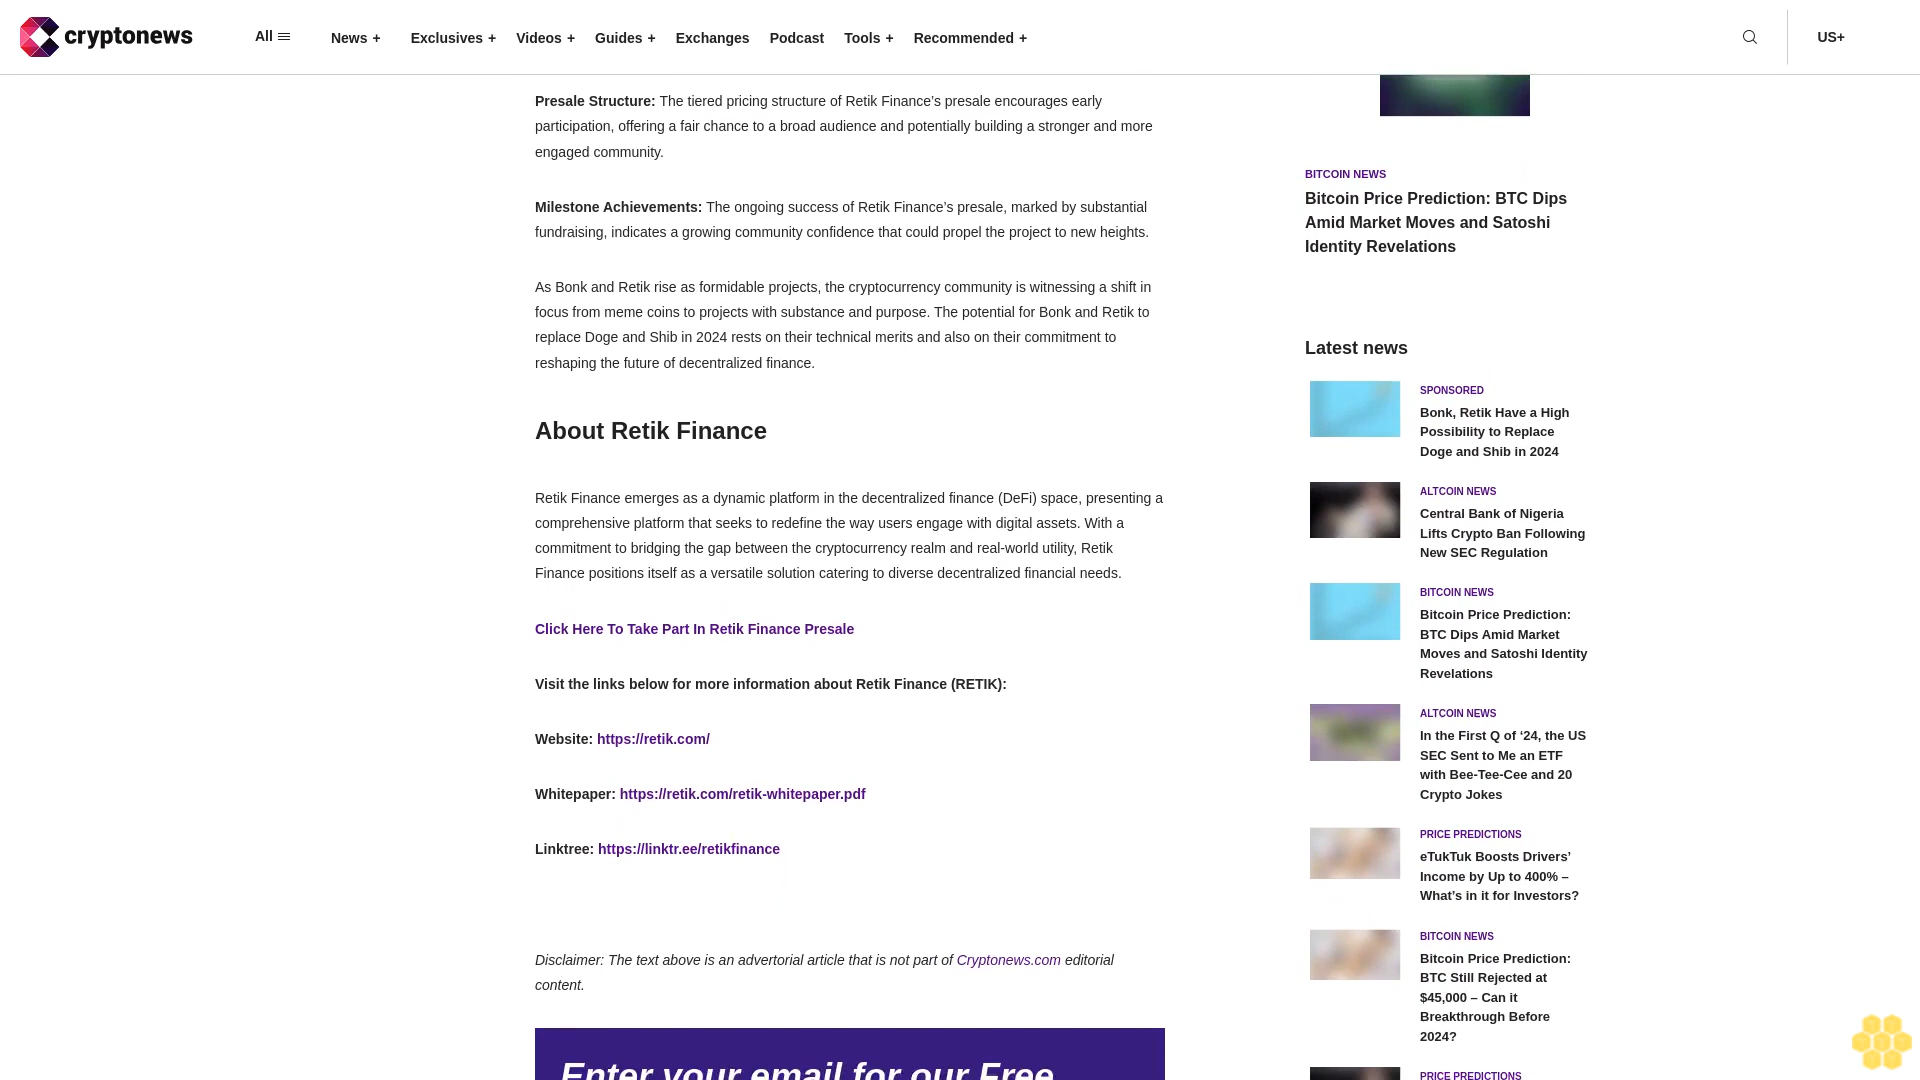 cryptonews
All
News +
Exclusives +
Videos +
Guides +
Exchanges
Podcast
Tools +
Recommended +
US+
Presale Structure: The tiered pricing structure of Retik Finance’s presale encourages early
participation, offering a fair chance to a broad audience and potentially building a stronger and more
engaged community.
Milestone Achievements: The ongoing success of Retik Finance’s presale, marked by substantial
fundraising, indicates a growing community confidence that could propel the project to new heights.
As Bonk and Retik rise as formidable projects, the cryptocurrency community is witnessing a shift in
focus from meme coins to projects with substance and purpose. The potential for Bonk and Retik to
replace Doge and Shib in 2024 rests on their technical merits and also on their commitment to
reshaping the future of decentralized finance.
About Retik Finance
Retik Finance emerges as a dynamic platform in the decentralized finance (DeFi) space, presenting a
comprehensive platform that seeks to redefine the way users engage with digital assets. With a
commitment to bridging the gap between the cryptocurrency realm and real-world utility, Retik
Finance positions itself as a versatile solution catering to diverse decentralized financial needs.
Click Here To Take Part In Retik Finance Presale
Visit the links below for more information about Retik Finance (RETIK):
Website: https://retik.com/
Whitepaper: https://retik.com/retik-whitepaper.pdf
Linktree: https://linktr.ee/retikfinance
Disclaimer: The text above is an advertorial article that is not part of Cryptonews.com editorial
content.
Enter your email for our Free
BITCOIN NEWS
Bitcoin Price Prediction: BTC Dips
Amid Market Moves and Satoshi
Identity Revelations
Latest news
SPONSORED
Bonk, Retik Have a High
Possibility to Replace
Doge and Shib in 2024
ALTCOIN NEWS
Central Bank of Nigeria
Lifts Crypto Ban Following
New SEC Regulation
BITCOIN NEWS
Bitcoin Price Prediction:
BTC Dips Amid Market
Moves and Satoshi Identity
Revelations
ALTCOIN NEWS
In the First Q of ‘24, the US
SEC Sent to Me an ETF
with Bee-Tee-Cee and 20
Crypto Jokes
PRICE PREDICTIONS
eTukTuk Boosts Drivers’
Income by Up to 400% –
What’s in it for Investors?
BITCOIN NEWS
Bitcoin Price Prediction:
BTC Still Rejected at
$45,000 – Can it
Breakthrough Before
2024?
PRICE PREDICTIONS